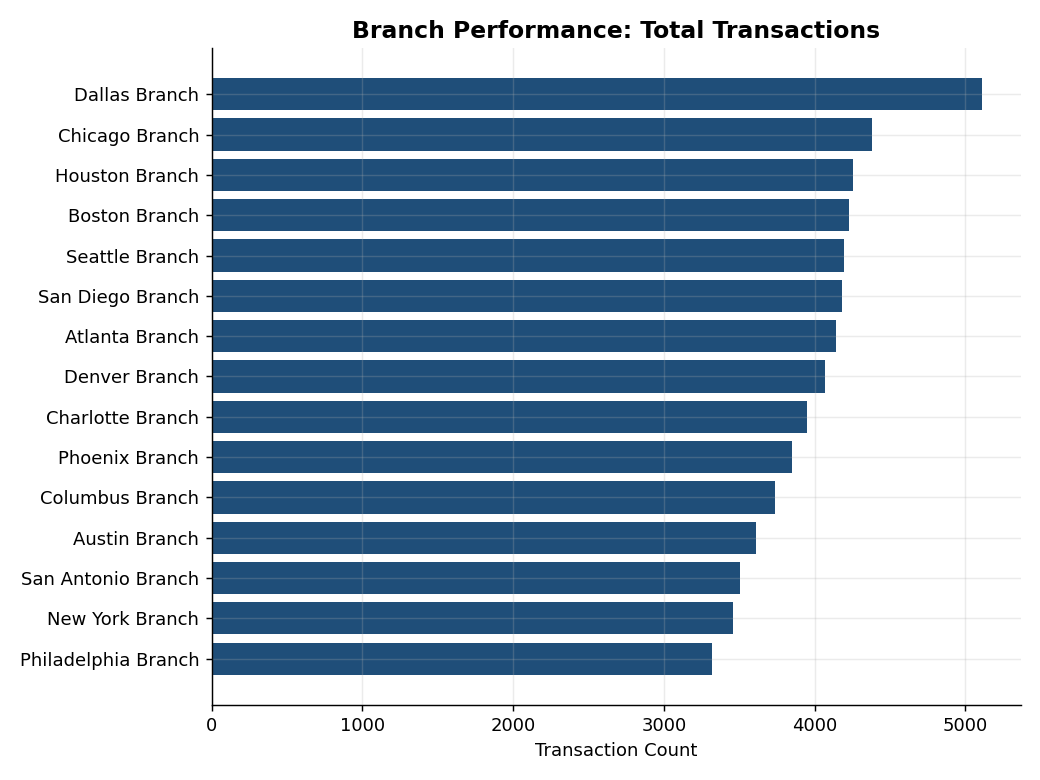 Branch Performance: Total Transactions
Dallas Branch
Chicago Branch
Houston Branch
Boston Branch
Seattle Branch
San Diego Branch
Atlanta Branch
Denver Branch
Charlotte Branch
Phoenix Branch
Columbus Branch
Austin Branch
San Antonio Branch
New York Branch
Philadelphia Branch
0 1000 2000 3000 4000 5000
Transaction Count